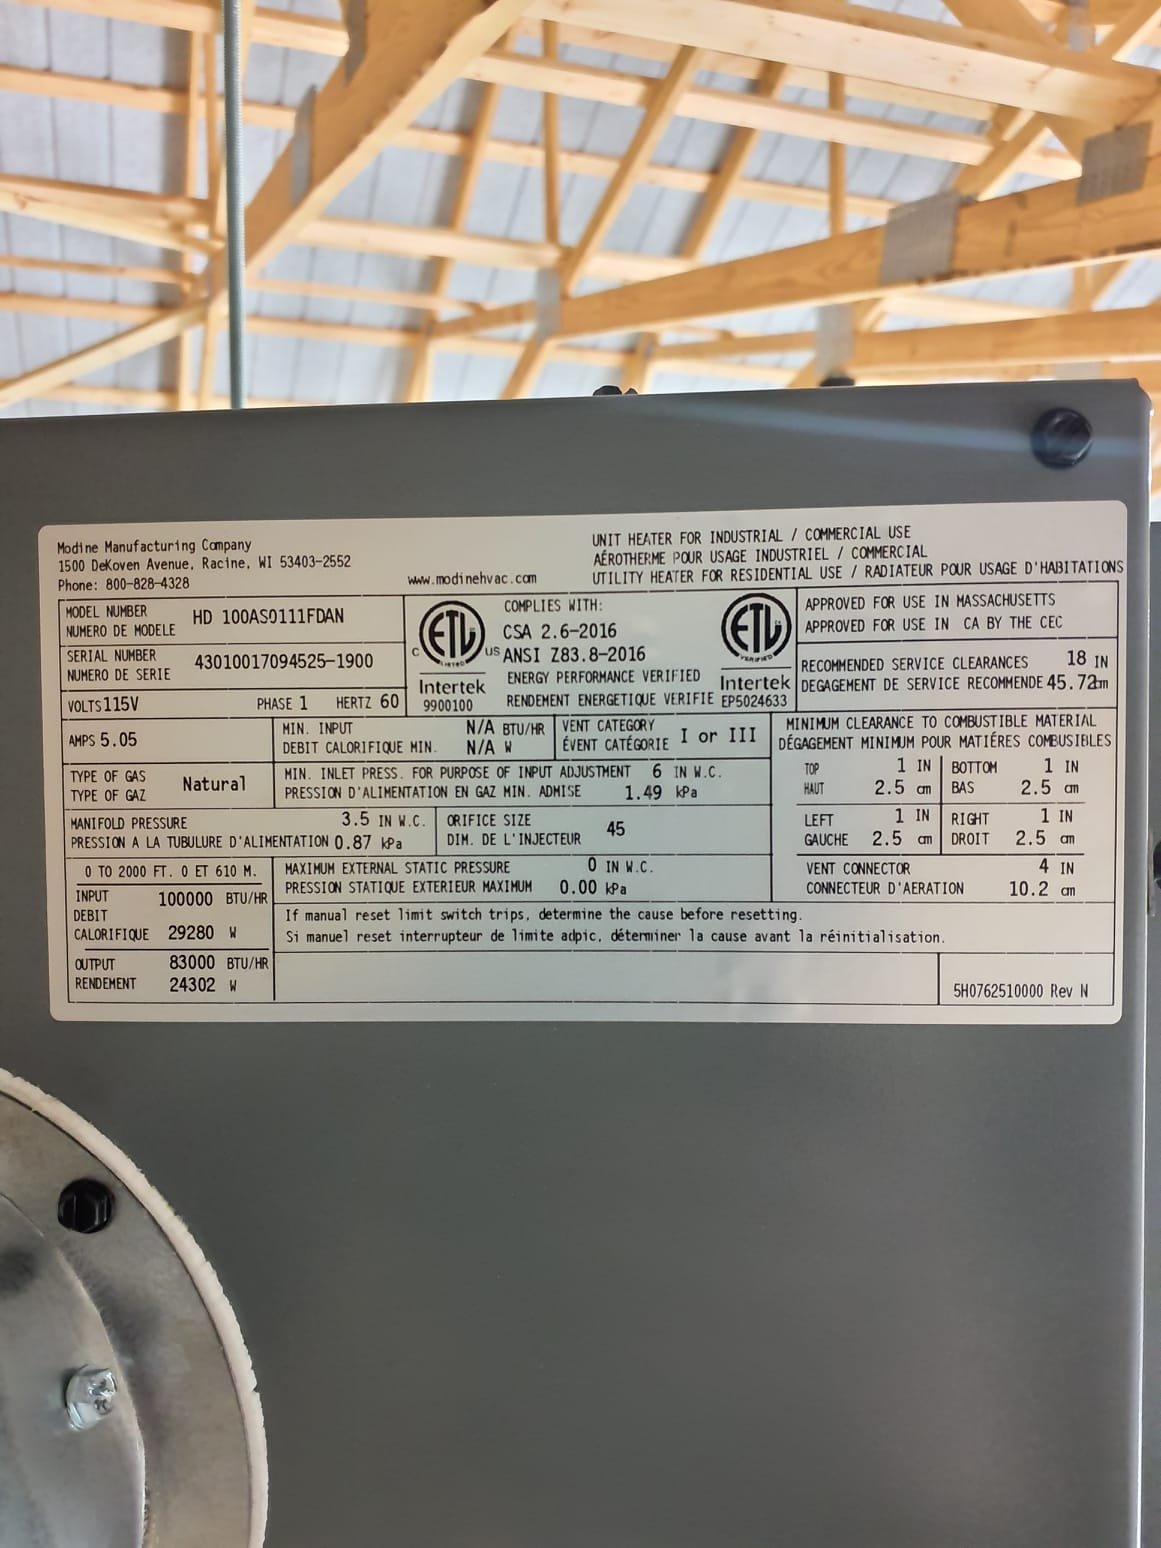 Modine Manufacturing Company
1500 DeKoven Avenue, Racine, WI 53403-2552
Phone: 800-828-4328
www.modinehvac.com
UNIT HEATER FOR INDUSTRIAL / COMMERCIAL USE
AÉROTHERME POUR USAGE INDUSTRIEL / COMMERCIAL
UTILITY HEATER FOR RESIDENTIAL USE / RADIATEUR POUR USAGE D'HABITATIONS
MODEL NUMBER HD 100AS0111FDAN
NUMERO DE MODELE
SERIAL NUMBER 43010017094525-1900
NUMERO DE SERIE
VOLTS 115V PHASE 1 HERTZ 60
C ETL US
LISTED
Intertek
9900100
COMPLIES WITH:
CSA 2.6-2016
ANSI Z83.8-2016
ENERGY PERFORMANCE VERIFIED
RENDEMENT ENERGETIQUE VERIFIE
ETL
VERIFIED
Intertek
EP5024633
APPROVED FOR USE IN MASSACHUSETTS
APPROVED FOR USE IN CA BY THE CEC
RECOMMENDED SERVICE CLEARANCES 18 IN
DEGAGEMENT DE SERVICE RECOMMENDE 45.72cm
AMPS 5.05
MIN. INPUT N/A BTU/HR
DEBIT CALORIFIQUE MIN. N/A W
VENT CATEGORY I or III
ÉVENT CATÉGORIE
MINIMUM CLEARANCE TO COMBUSTIBLE MATERIAL
DÉGAGEMENT MINIMUM POUR MATIÉRES COMBUSIBLES
TOP 1 IN BOTTOM 1 IN
HAUT 2.5 cm BAS 2.5 cm
LEFT 1 IN RIGHT 1 IN
GAUCHE 2.5 cm DROIT 2.5 cm
VENT CONNECTOR 4 IN
CONNECTEUR D'AERATION 10.2 cm
TYPE OF GAS Natural
TYPE OF GAZ
MIN. INLET PRESS. FOR PURPOSE OF INPUT ADJUSTMENT 6 IN W.C.
PRESSION D'ALIMENTATION EN GAZ MIN. ADMISE 1.49 kPa
MANIFOLD PRESSURE 3.5 IN W.C.
PRESSION A LA TUBULURE D'ALIMENTATION 0.87 kPa
ORIFICE SIZE 45
DIM. DE L'INJECTEUR
0 TO 2000 FT. 0 ET 610 M.
INPUT 100000 BTU/HR
DEBIT
CALORIFIQUE 29280 W
OUTPUT 83000 BTU/HR
RENDEMENT 24302 W
MAXIMUM EXTERNAL STATIC PRESSURE 0 IN W.C.
PRESSION STATIQUE EXTERIEUR MAXIMUM 0.00 kPa
If manual reset limit switch trips, determine the cause before resetting.
Si manuel reset interrupteur de limite adpic, déterminer la cause avant la réinitialisation.
5H0762510000 Rev N